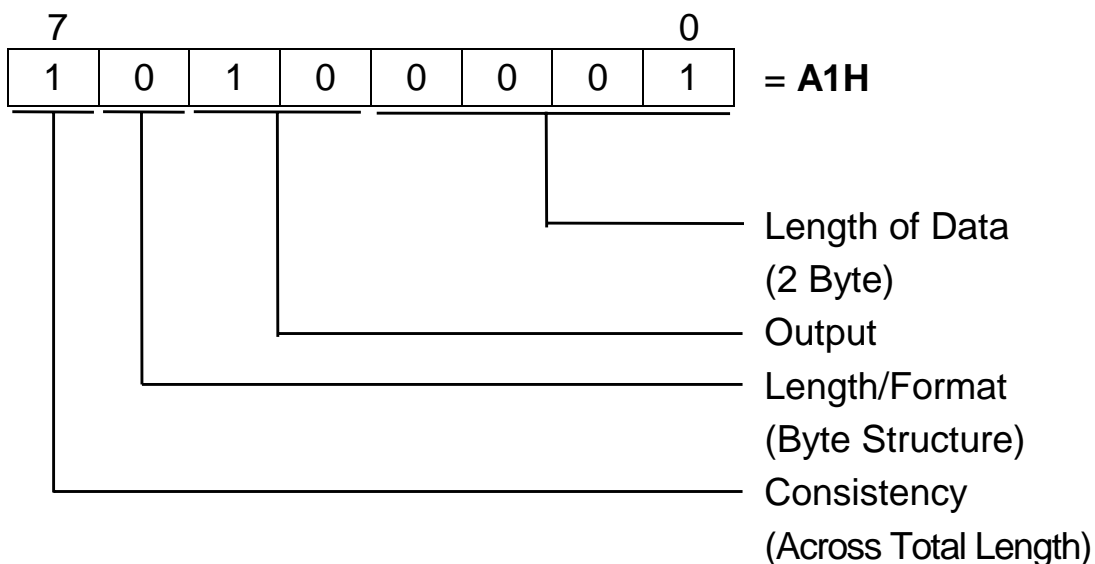 7 0
1 0 1 0 0 0 0 1 = A1H
Length of Data
(2 Byte)
Output
Length/Format
(Byte Structure)
Consistency
(Across Total Length)